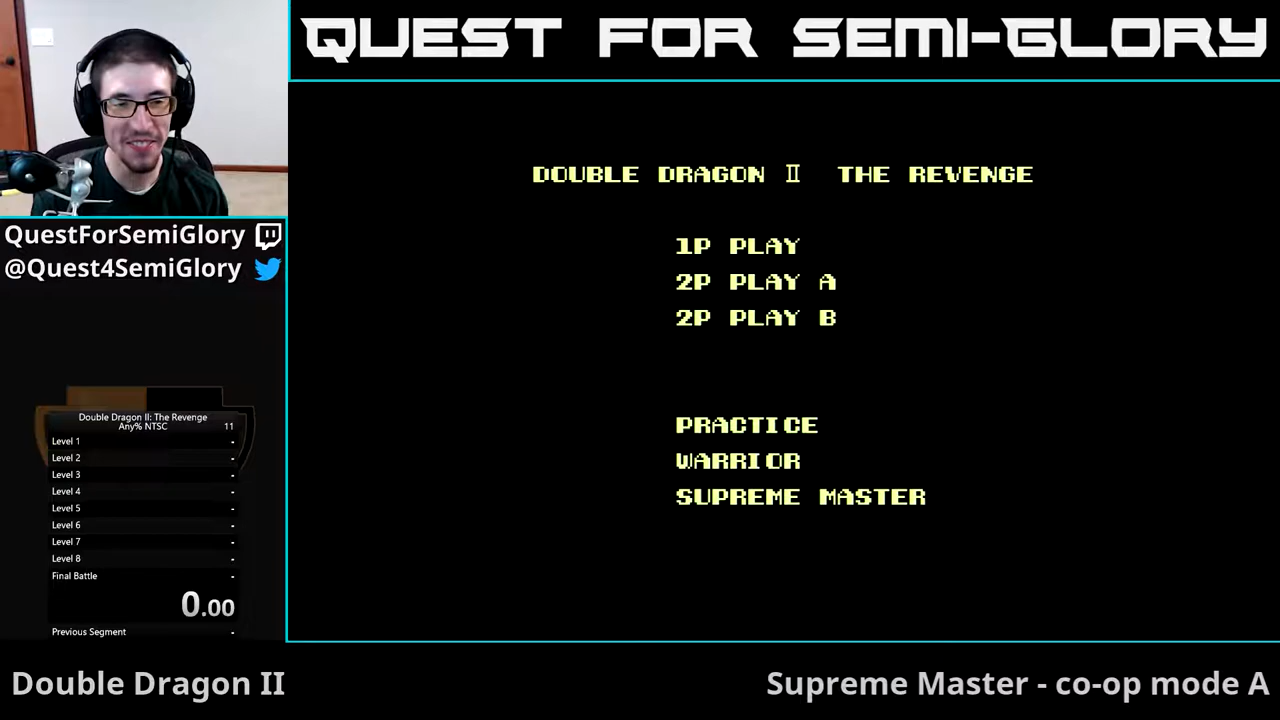 QUEST FOR SEMI-GLORY
QuestForSemiGlory
@Quest4SemiGlory
DOUBLE DRAGON II THE REVENGE
1P PLAY
2P PLAY A
2P PLAY B
PRACTICE
WARRIOR
SUPREME MASTER
Double Dragon II: The Revenge
Any% NTSC 11
Level 1 -
Level 2 -
Level 3 -
Level 4 -
Level 5 -
Level 6 -
Level 7 -
Level 8 -
Final Battle -
0.00
Previous Segment -
Double Dragon II
Supreme Master - co-op mode A